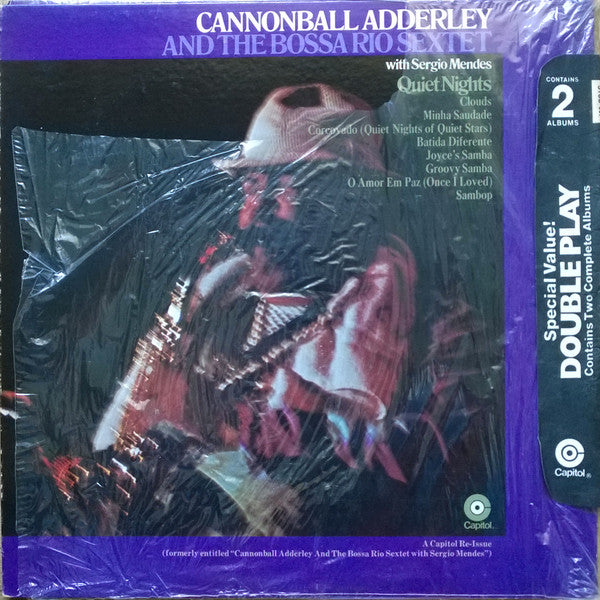 CANNONBALL ADDERLEY
AND THE BOSSA RIO SEXTET
with Sergio Mendes
Quiet Nights
Clouds
Minha Saudade
Corcovado (Quiet Nights of Quiet Stars)
Batida Diferente
Joyce's Samba
Groovy Samba
O Amor Em Paz (Once I Loved)
Sambop
Capitol.
A Capitol Re-Issue
(formerly entitled "Cannonball Adderley And The Bossa Rio Sextet with Sergio Mendes")
CONTAINS
2
ALBUMS
Special Value!
DOUBLE PLAY
Contains Two Complete Albums
Capitol®